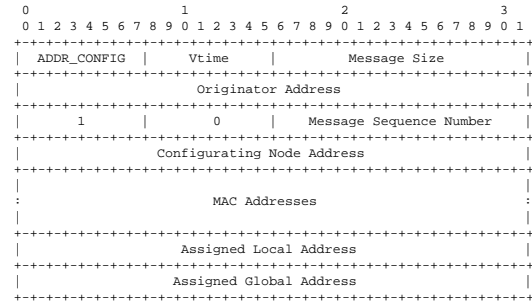 0 1 2 3
0 1 2 3 4 5 6 7 8 9 0 1 2 3 4 5 6 7 8 9 0 1 2 3 4 5 6 7 8 9 0 1
+-+-+-+-+-+-+-+-+-+-+-+-+-+-+-+-+-+-+-+-+-+-+-+-+-+-+-+-+-+-+-+-+
| ADDR_CONFIG | Vtime | Message Size |
+-+-+-+-+-+-+-+-+-+-+-+-+-+-+-+-+-+-+-+-+-+-+-+-+-+-+-+-+-+-+-+-+
| Originator Address |
+-+-+-+-+-+-+-+-+-+-+-+-+-+-+-+-+-+-+-+-+-+-+-+-+-+-+-+-+-+-+-+-+
| 1 | 0 | Message Sequence Number |
+-+-+-+-+-+-+-+-+-+-+-+-+-+-+-+-+-+-+-+-+-+-+-+-+-+-+-+-+-+-+-+-+
| Configurating Node Address |
+-+-+-+-+-+-+-+-+-+-+-+-+-+-+-+-+-+-+-+-+-+-+-+-+-+-+-+-+-+-+-+-+
| |
: MAC Addresses :
| |
+-+-+-+-+-+-+-+-+-+-+-+-+-+-+-+-+-+-+-+-+-+-+-+-+-+-+-+-+-+-+-+-+
| Assigned Local Address |
+-+-+-+-+-+-+-+-+-+-+-+-+-+-+-+-+-+-+-+-+-+-+-+-+-+-+-+-+-+-+-+-+
| Assigned Global Address |
+-+-+-+-+-+-+-+-+-+-+-+-+-+-+-+-+-+-+-+-+-+-+-+-+-+-+-+-+-+-+-+-+